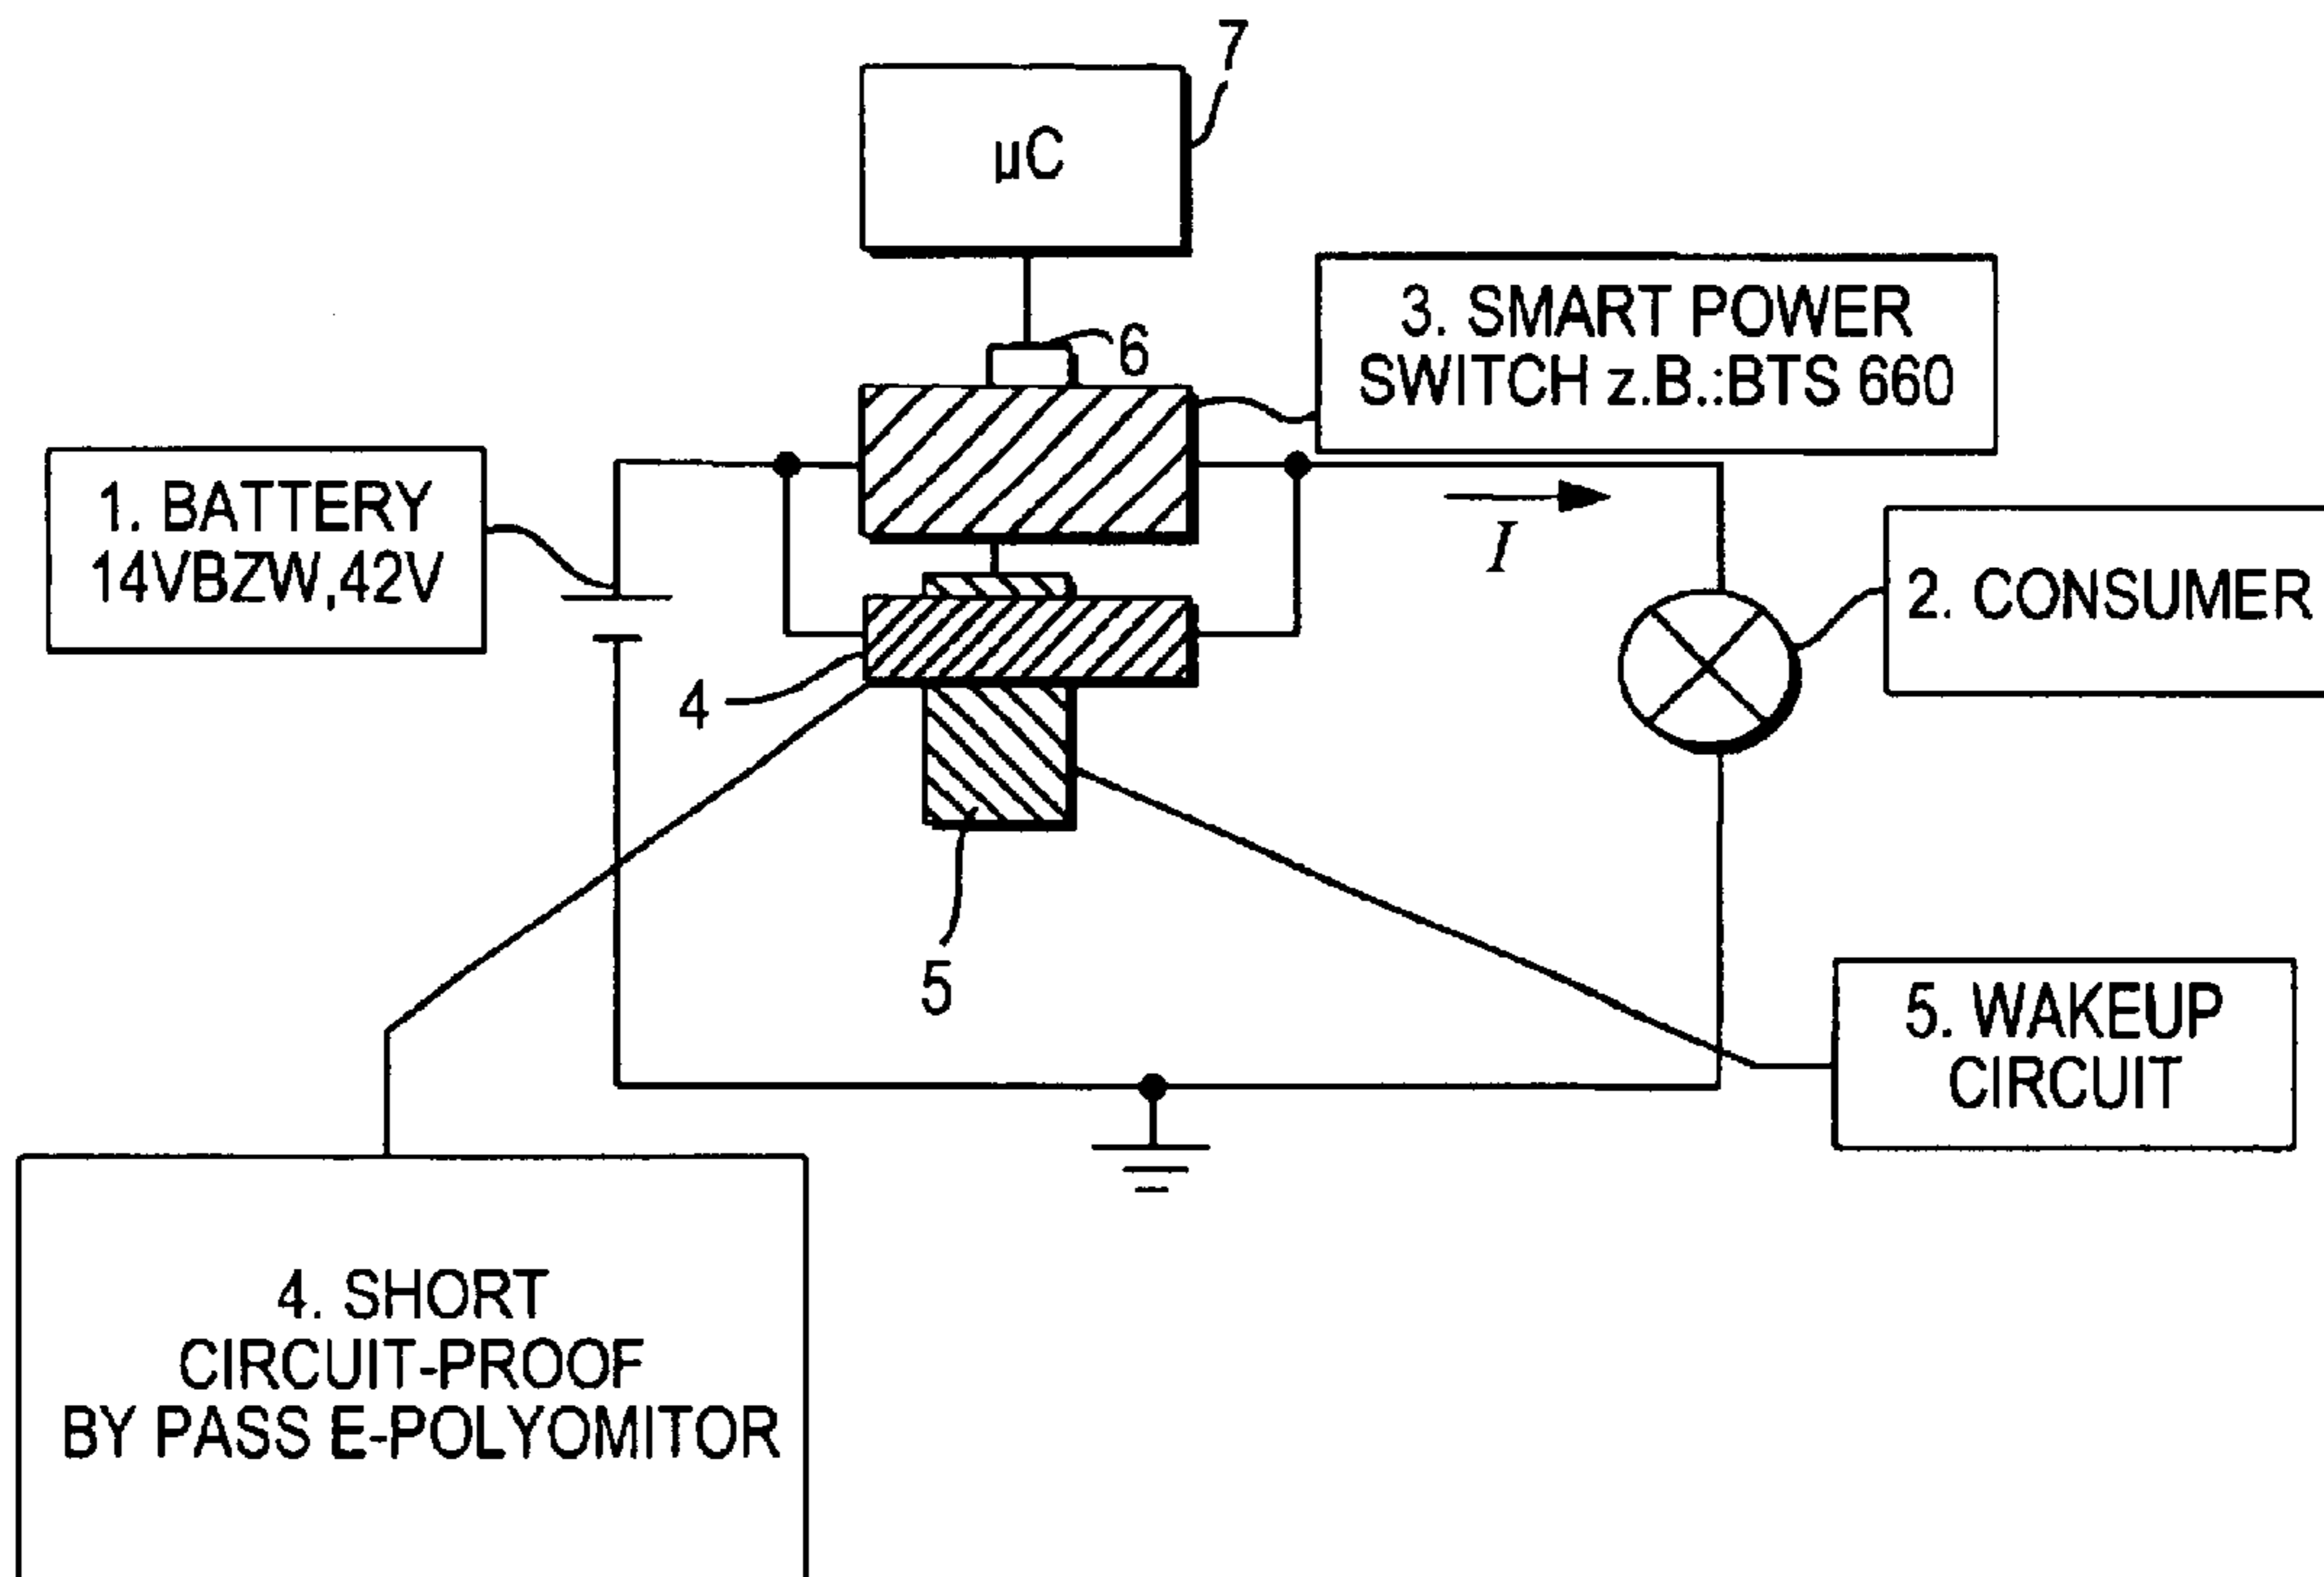 7
µC
6
3. SMART POWER
SWITCH z.B.:BTS 660
1. BATTERY
14VBZW,42V
I
2. CONSUMER
4
5
5. WAKEUP
CIRCUIT
4. SHORT
CIRCUIT-PROOF
BY PASS E-POLYOMITOR